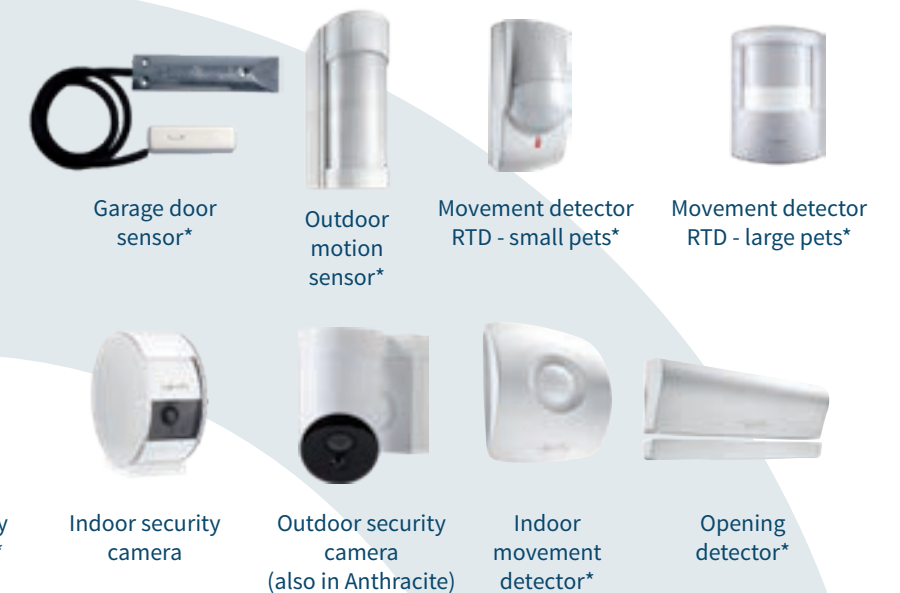 Garage door
sensor*
Outdoor
motion
sensor*
Movement detector
RTD - small pets*
Movement detector
RTD - large pets*
Indoor security
camera
Outdoor security
camera
(also in Anthracite)
Indoor
movement
detector*
Opening
detector*